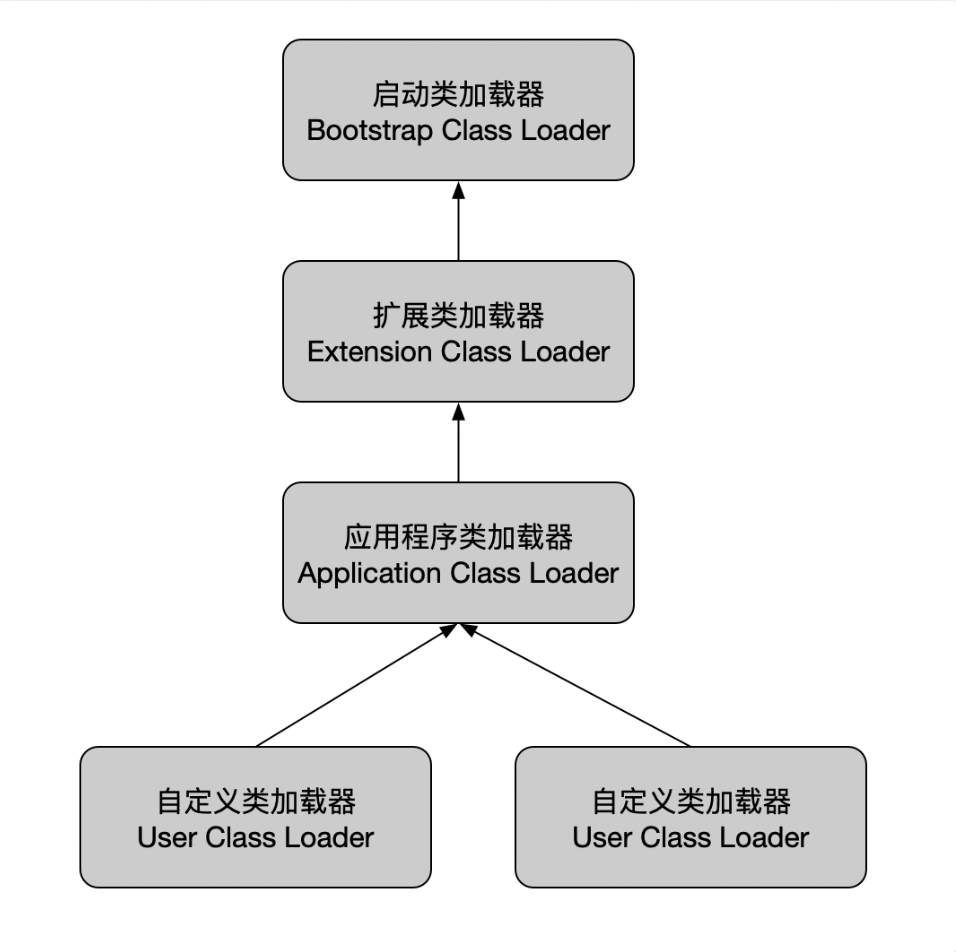 启动类加载器
Bootstrap Class Loader
扩展类加载器
Extension Class Loader
应用程序类加载器
Application Class Loader
自定义类加载器
User Class Loader
自定义类加载器
User Class Loader